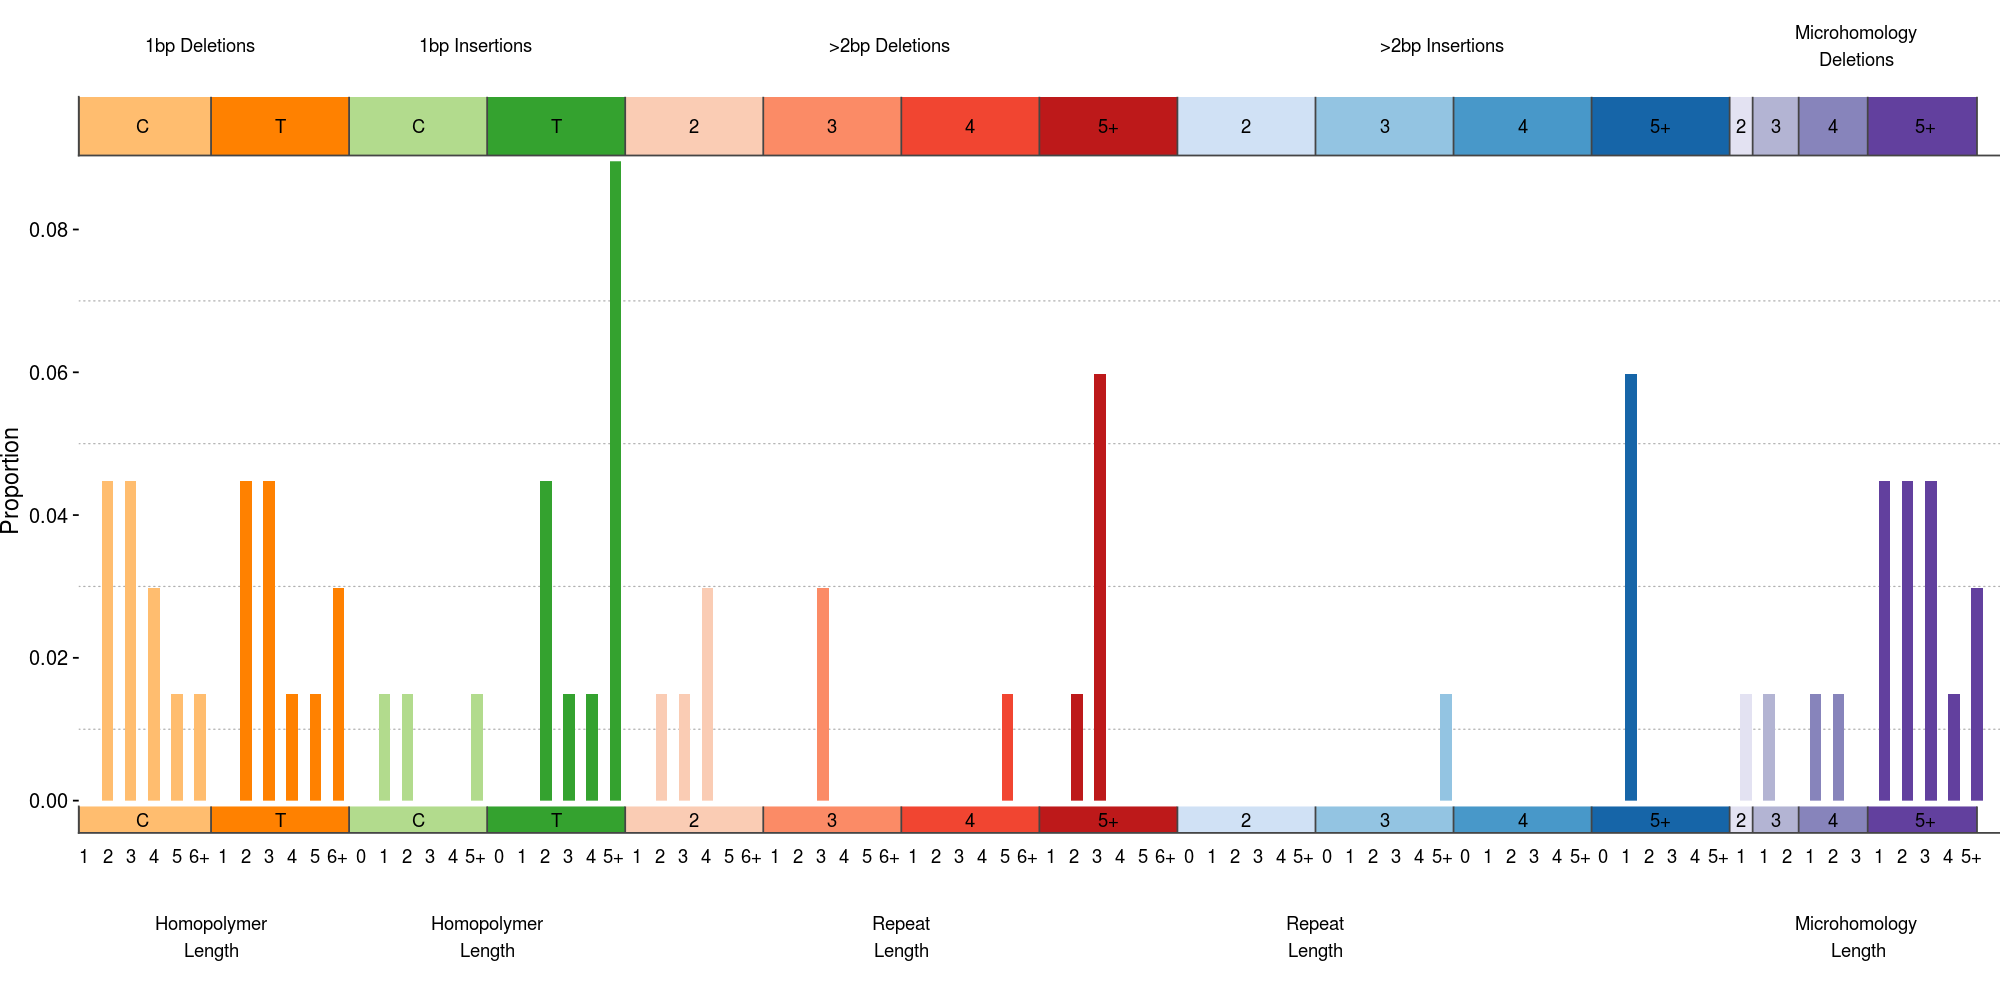 1bp Deletions 1bp Insertions >2bp Deletions >2bp Insertions Microhomology
Deletions
C T C T 2 3 4 5+ 2 3 4 5+ 2 3 4 5+
0.08
0.06
Proportion
0.04
0.02
0.00
C T C T 2 3 4 5+ 2 3 4 5+ 2 3 4 5+
1 2 3 4 5 6+ 1 2 3 4 5 6+ 0 1 2 3 4 5+ 0 1 2 3 4 5+ 1 2 3 4 5 6+ 1 2 3 4 5 6+ 1 2 3 4 5 6+ 1 2 3 4 5 6+ 0 1 2 3 4 5+ 0 1 2 3 4 5+ 0 1 2 3 4 5+ 0 1 2 3 4 5+ 1 1 2 1 2 3 1 2 3 4 5+
Homopolymer Homopolymer Repeat Repeat Microhomology
Length Length Length Length Length